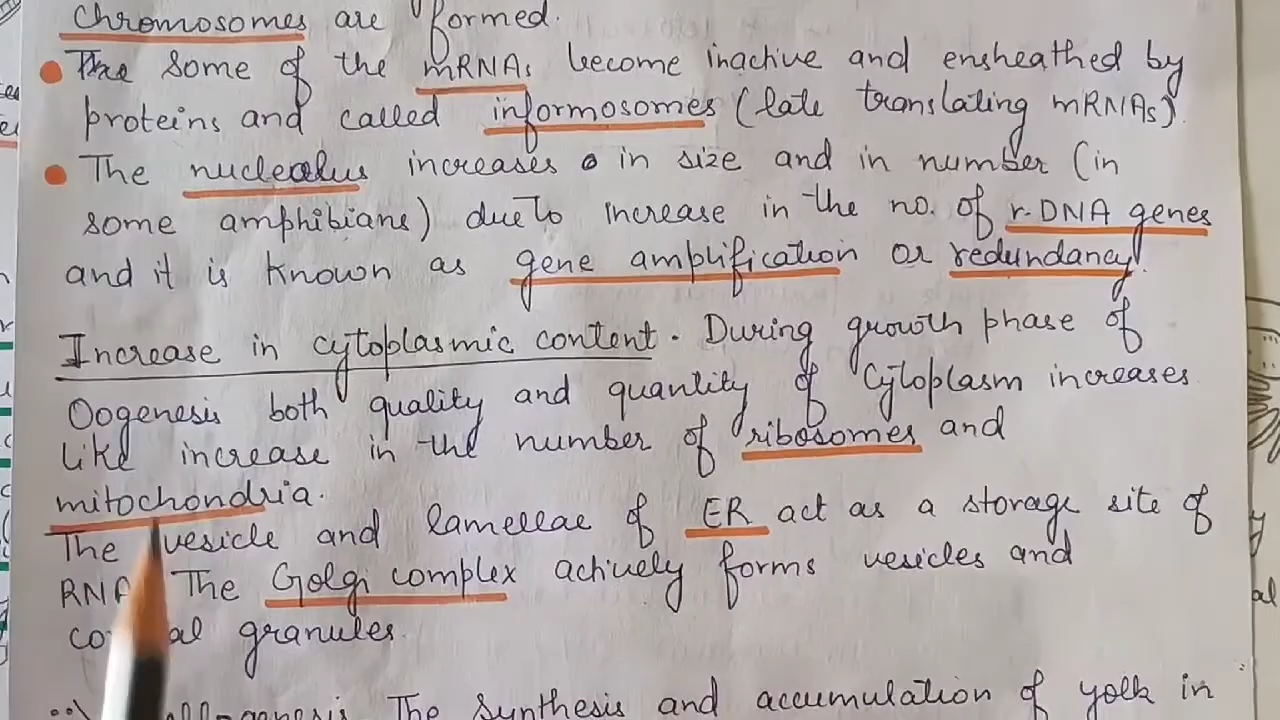 chromosomes are formed.
The some of the mRNAs become inactive and ensheathed by
proteins and called informosomes (late translating mRNAs).
The nucleolus increases in size and in number (in
some amphibians) due to increase in the no. of r-DNA genes
and it is known as gene amplification or redundancy.
Increase in cytoplasmic content. During growth phase of
Oogenesis both quality and quantity of Cytoplasm increases
like increase in the number of ribosomes and
mitochondria.
The vesicle and lamellae of ER act as a storage site of
RNA The Golgi complex actively forms vesicles and
granules.
The synthesis and accumulation of yolk in